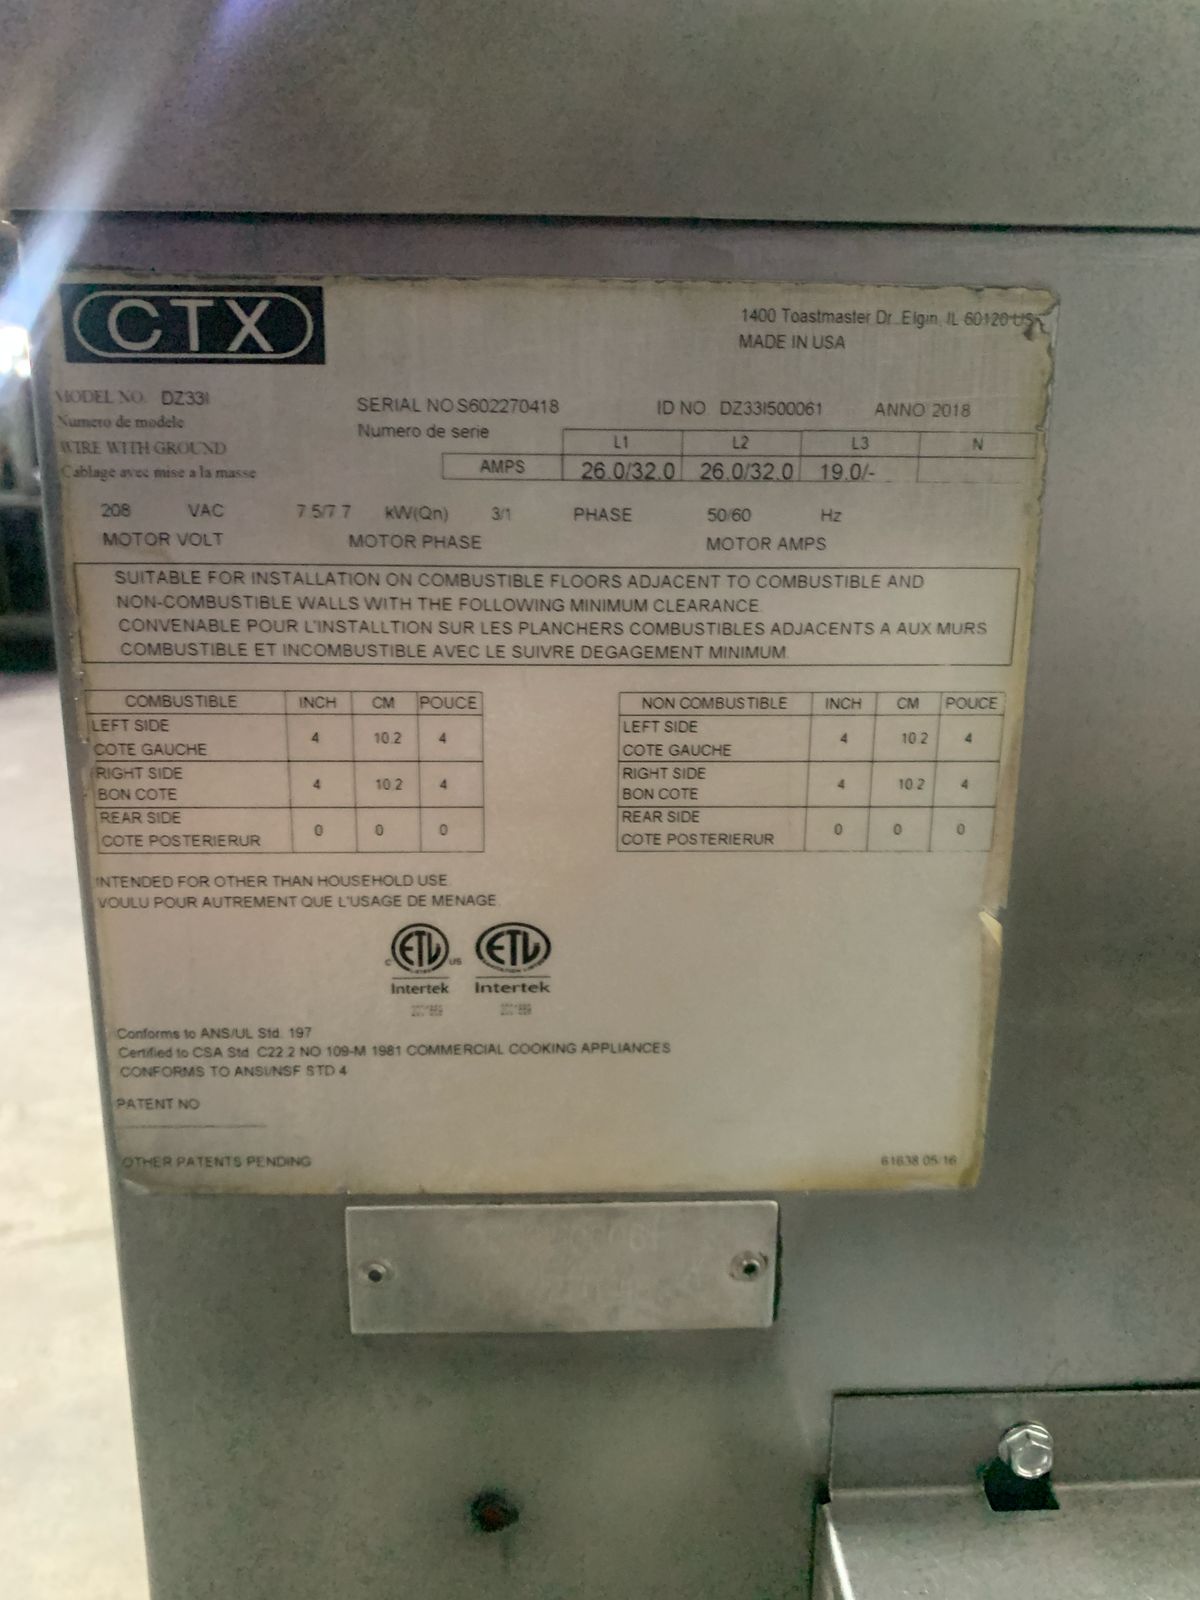 CTX
1400 Toastmaster Dr. Elgin, IL 60120 US
MADE IN USA
MODEL NO. DZ33I
Numero de modele
SERIAL NO S602270418
Numero de serie
ID NO DZ33I500061
ANNO 2018
WIRE WITH GROUND
Cablage avec mise a la masse
L1 L2 L3 N
AMPS 26.0/32.0 26.0/32.0 19.0/-
208 VAC 7.5/7.7 kW(Qn) 3/1 PHASE 50/60 Hz
MOTOR VOLT MOTOR PHASE MOTOR AMPS
SUITABLE FOR INSTALLATION ON COMBUSTIBLE FLOORS ADJACENT TO COMBUSTIBLE AND
NON-COMBUSTIBLE WALLS WITH THE FOLLOWING MINIMUM CLEARANCE.
CONVENABLE POUR L'INSTALLTION SUR LES PLANCHERS COMBUSTIBLES ADJACENTS A AUX MURS
COMBUSTIBLE ET INCOMBUSTIBLE AVEC LE SUIVRE DEGAGEMENT MINIMUM.
COMBUSTIBLE INCH CM POUCE
LEFT SIDE
COTE GAUCHE 4 10.2 4
RIGHT SIDE
BON COTE 4 10.2 4
REAR SIDE
COTE POSTERIERUR 0 0 0
NON COMBUSTIBLE INCH CM POUCE
LEFT SIDE
COTE GAUCHE 4 10.2 4
RIGHT SIDE
BON COTE 4 10.2 4
REAR SIDE
COTE POSTERIERUR 0 0 0
INTENDED FOR OTHER THAN HOUSEHOLD USE.
VOULU POUR AUTREMENT QUE L'USAGE DE MENAGE.
C ETL US ETL
Intertek Intertek
Conforms to ANS/UL Std. 197
Certified to CSA Std C22.2 NO 109-M 1981 COMMERCIAL COOKING APPLIANCES
CONFORMS TO ANSI/NSF STD 4
PATENT NO
OTHER PATENTS PENDING
61638 05/16